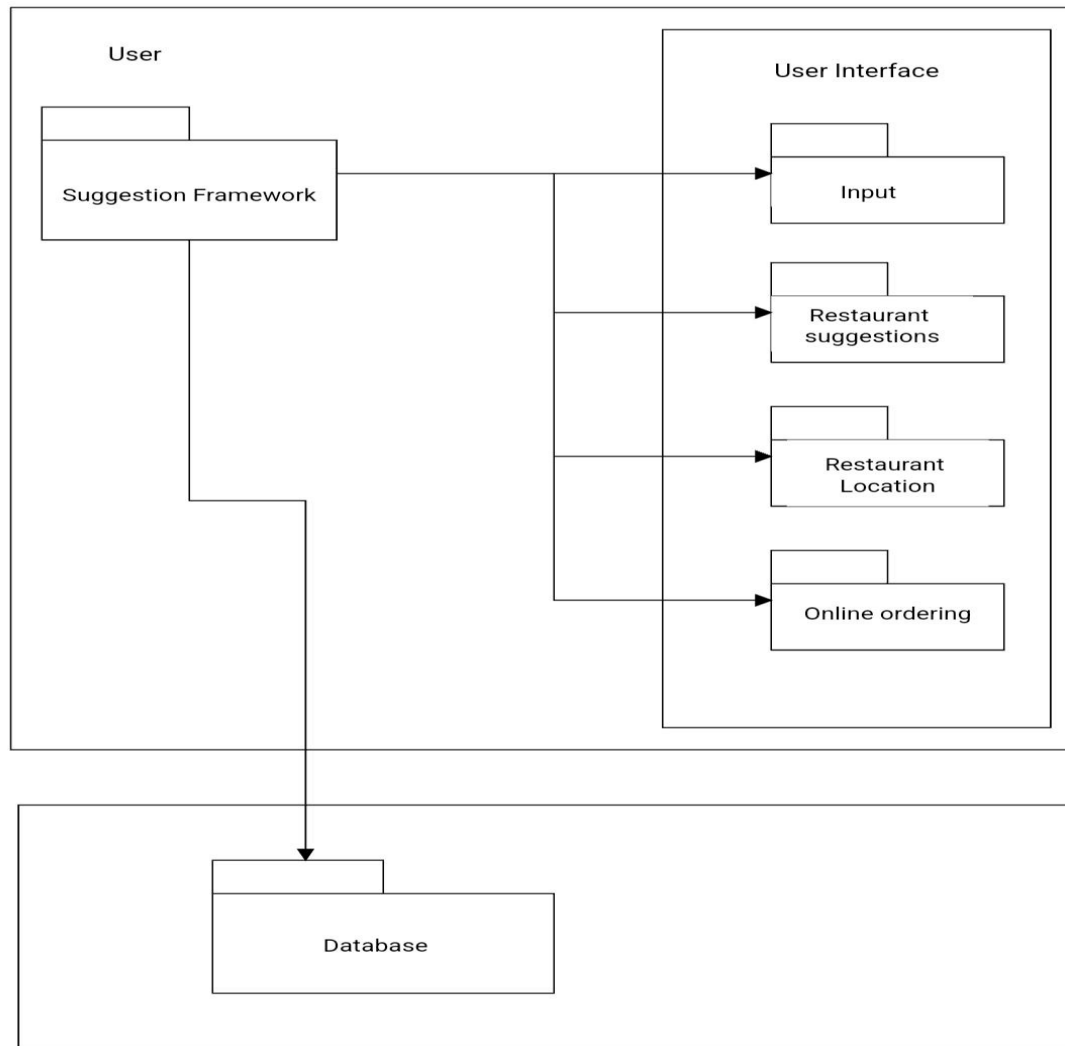 User
User Interface
Suggestion Framework
Input
Restaurant
suggestions
Restaurant
Location
Online ordering
Database